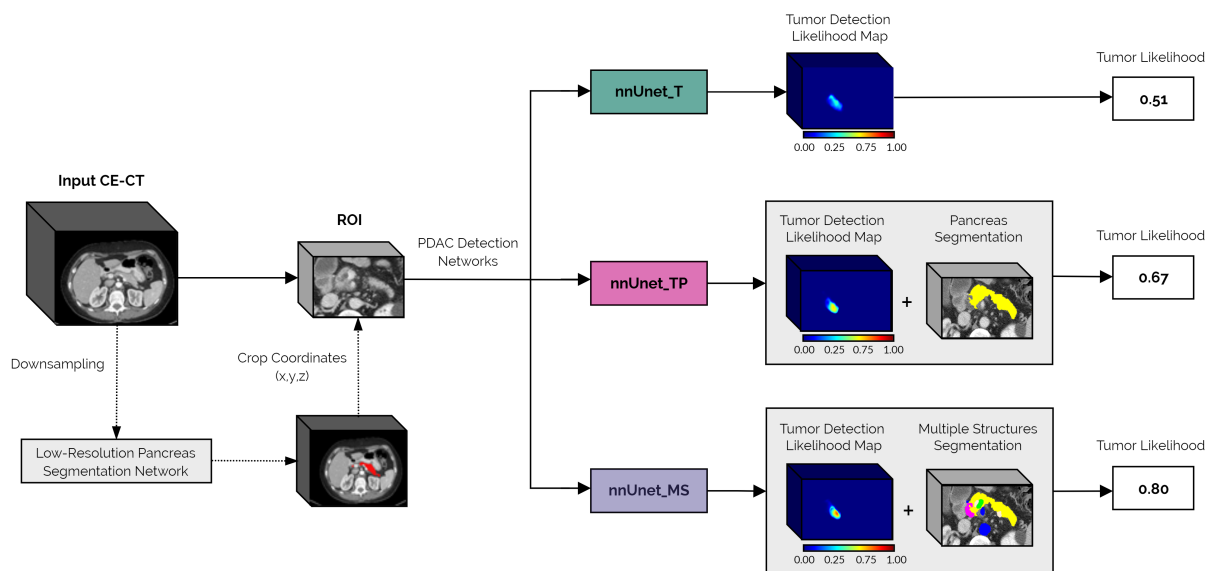 Input CE-CT
Downsampling
Low-Resolution Pancreas
Segmentation Network
ROI
Crop Coordinates
(x,y,z)
PDAC Detection
Networks
nnUnet_T
Tumor Detection
Likelihood Map
0.00 0.25 0.75 1.00
Tumor Likelihood
0.51
nnUnet_TP
Tumor Detection
Likelihood Map
0.00 0.25 0.75 1.00
+
Pancreas
Segmentation
Tumor Likelihood
0.67
nnUnet_MS
Tumor Detection
Likelihood Map
0.00 0.25 0.75 1.00
+
Multiple Structures
Segmentation
Tumor Likelihood
0.80